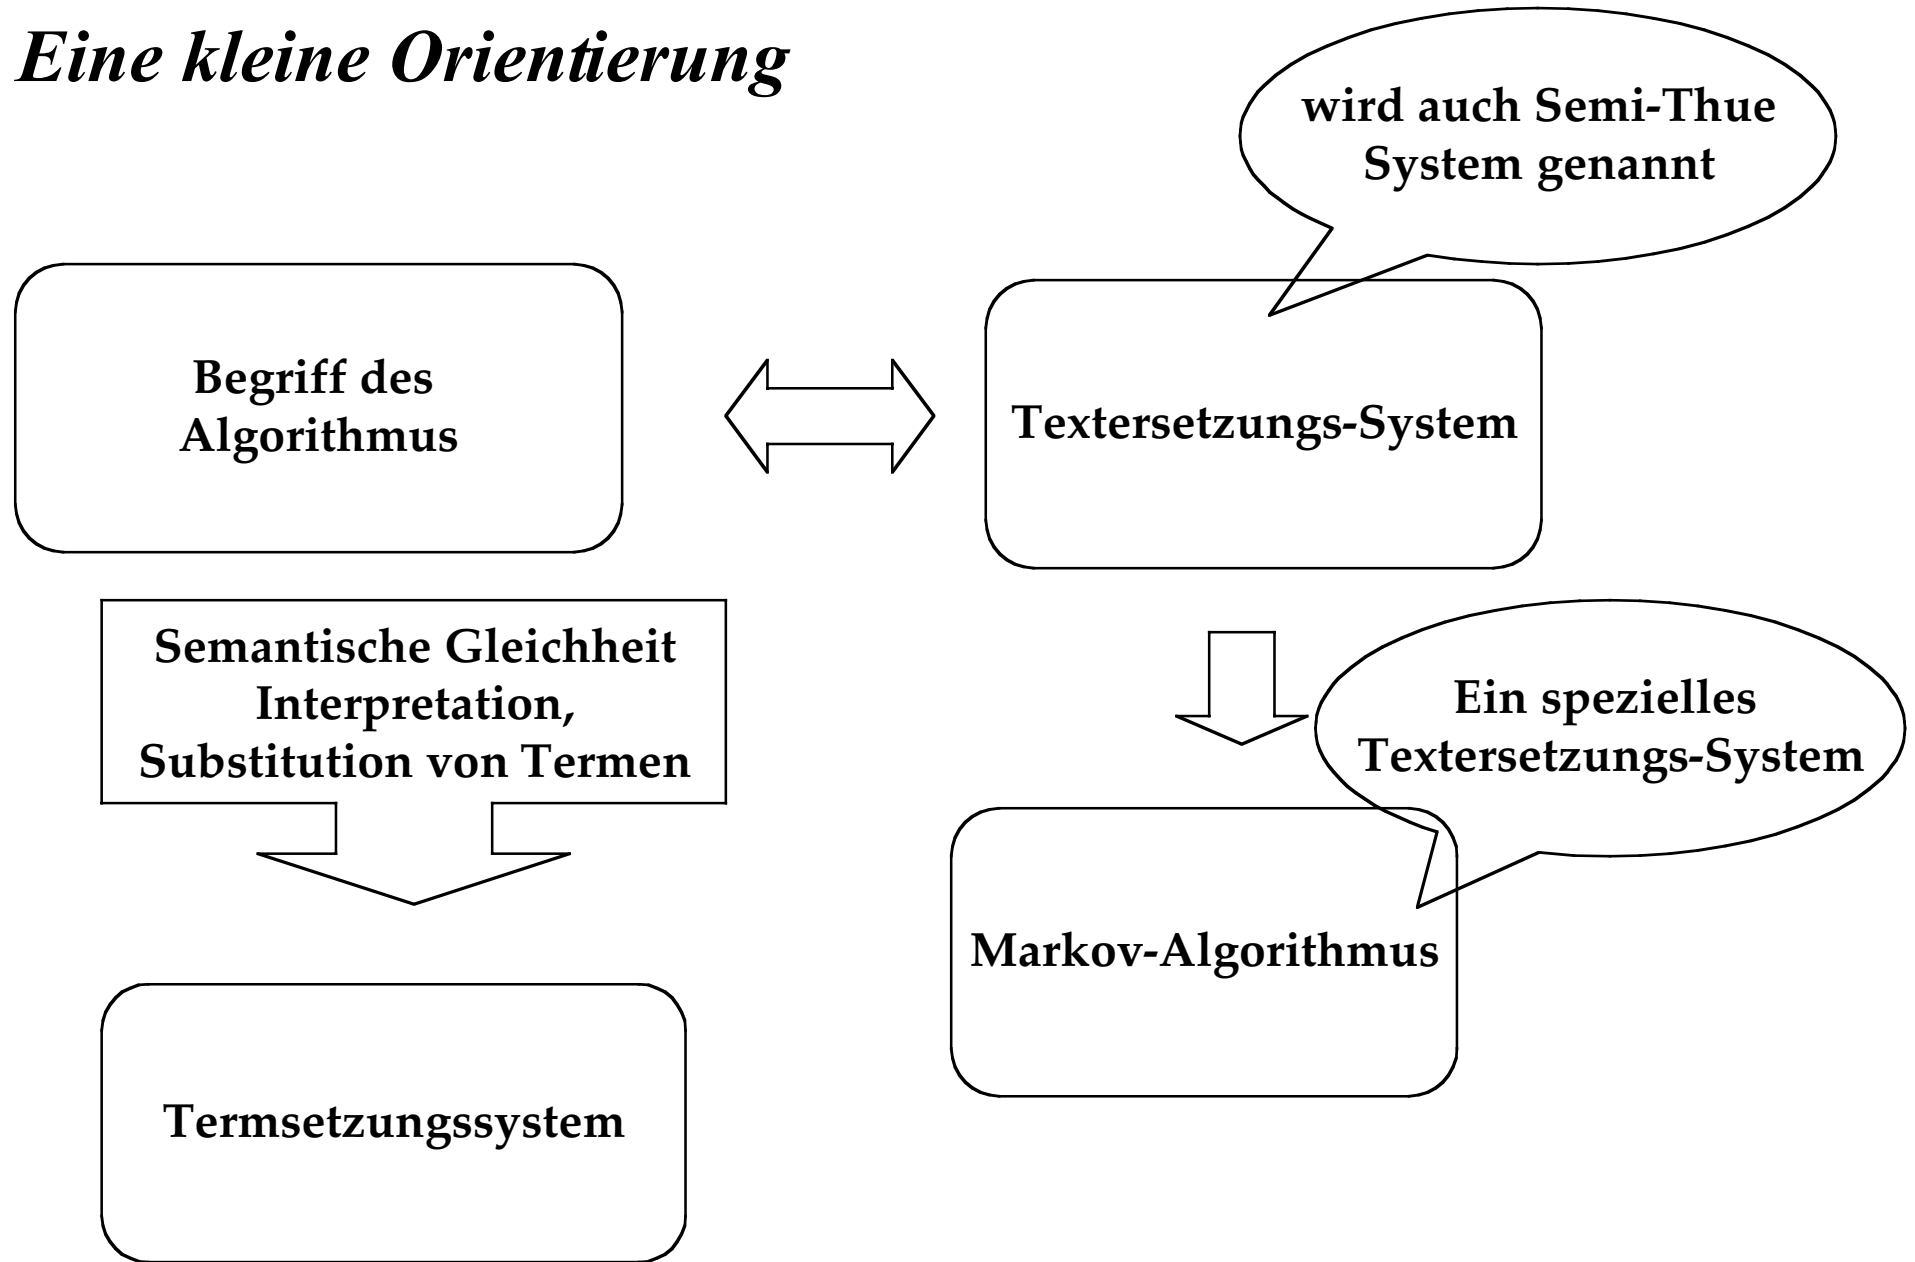 Eine kleine Orientierung
wird auch Semi-Thue
System genannt
Begriff des
Algorithmus
Textersetzungs-System
Semantische Gleichheit
Interpretation,
Substitution von Termen
Ein spezielles
Textersetzungs-System
Markov-Algorithmus
Termsetzungssystem